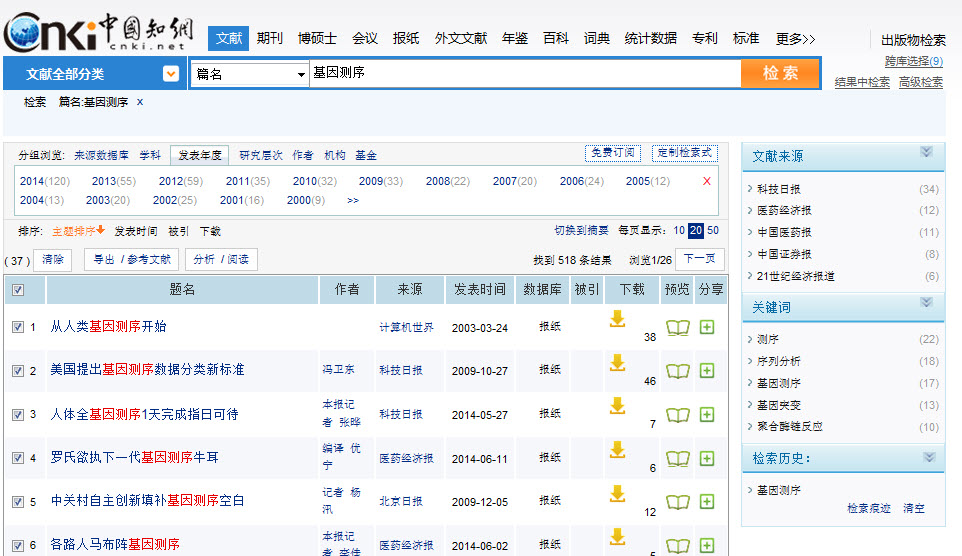 Cnki 中國知網
cnki.net
文献 期刊 博硕士 会议 报纸 外文文献 年鉴 百科 词典 统计数据 专利 标准 更多>> 出版物检索
文献全部分类 篇名 基因测序 检索 跨库选择(9)
结果中检索 高级检索
检索 篇名:基因测序 x
分组浏览: 来源数据库 学科 发表年度 研究层次 作者 机构 基金 免费订阅 定制检索式
2014(120) 2013(55) 2012(59) 2011(35) 2010(32) 2009(33) 2008(22) 2007(20) 2006(24) 2005(12) X
2004(13) 2003(20) 2002(25) 2001(16) 2000(9) >>
排序: 主题排序 发表时间 被引 下载 切换到摘要 每页显示: 10 20 50
(37) 清除 导出 / 参考文献 分析 / 阅读 找到 518 条结果 浏览1/26 下一页
题名 作者 来源 发表时间 数据库 被引 下载 预览 分享
1 从人类基因测序开始 计算机世界 2003-03-24 报纸 38
2 美国提出基因测序数据分类新标准 冯卫东 科技日报 2009-10-27 报纸 46
3 人体全基因测序1天完成指日可待 本报记者 张晔 科技日报 2014-05-27 报纸 7
4 罗氏欲执下一代基因测序牛耳 编译 优宁 医药经济报 2014-06-11 报纸 6
5 中关村自主创新填补基因测序空白 记者 杨汛 北京日报 2009-12-05 报纸 12
6 各路人马布阵基因测序 本报记者 医药经济报 2014-06-02 报纸
文献来源
科技日报 (34)
医药经济报 (12)
中国医药报 (11)
中国证券报 (8)
21世纪经济报道 (6)
关键词
测序 (22)
序列分析 (18)
基因测序 (17)
基因突变 (13)
聚合酶链反应 (10)
检索历史:
基因测序
检索痕迹 清空